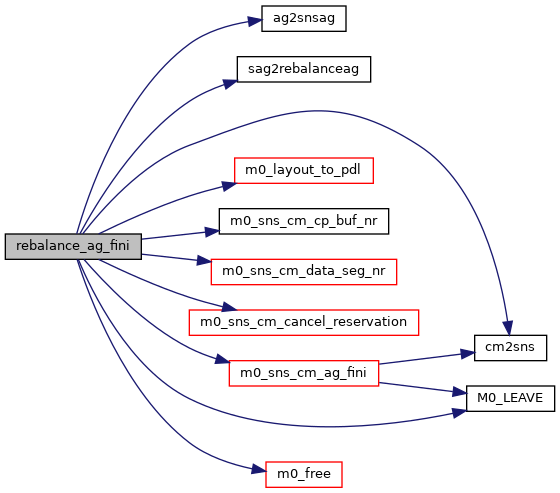 ag2snsag
sag2rebalanceag
m0_layout_to_pdl
m0_sns_cm_cp_buf_nr
rebalance_ag_fini
m0_sns_cm_data_seg_nr
m0_sns_cm_cancel_reservation
cm2sns
m0_sns_cm_ag_fini
M0_LEAVE
m0_free